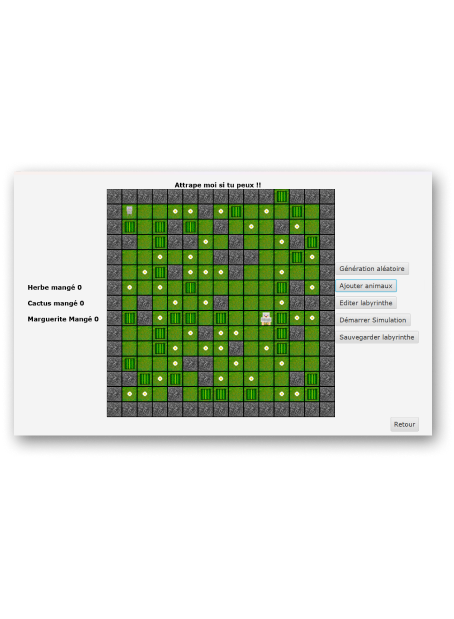 Attrape moi si tu peux !!
Génération aléatoire
Ajouter animaux
Herbe mangé 0
Cactus mangé 0
Editer labyrinthe
Marguerite Mangé 0
Démarrer Simulation
Sauvegarder labyrinthe
Retour